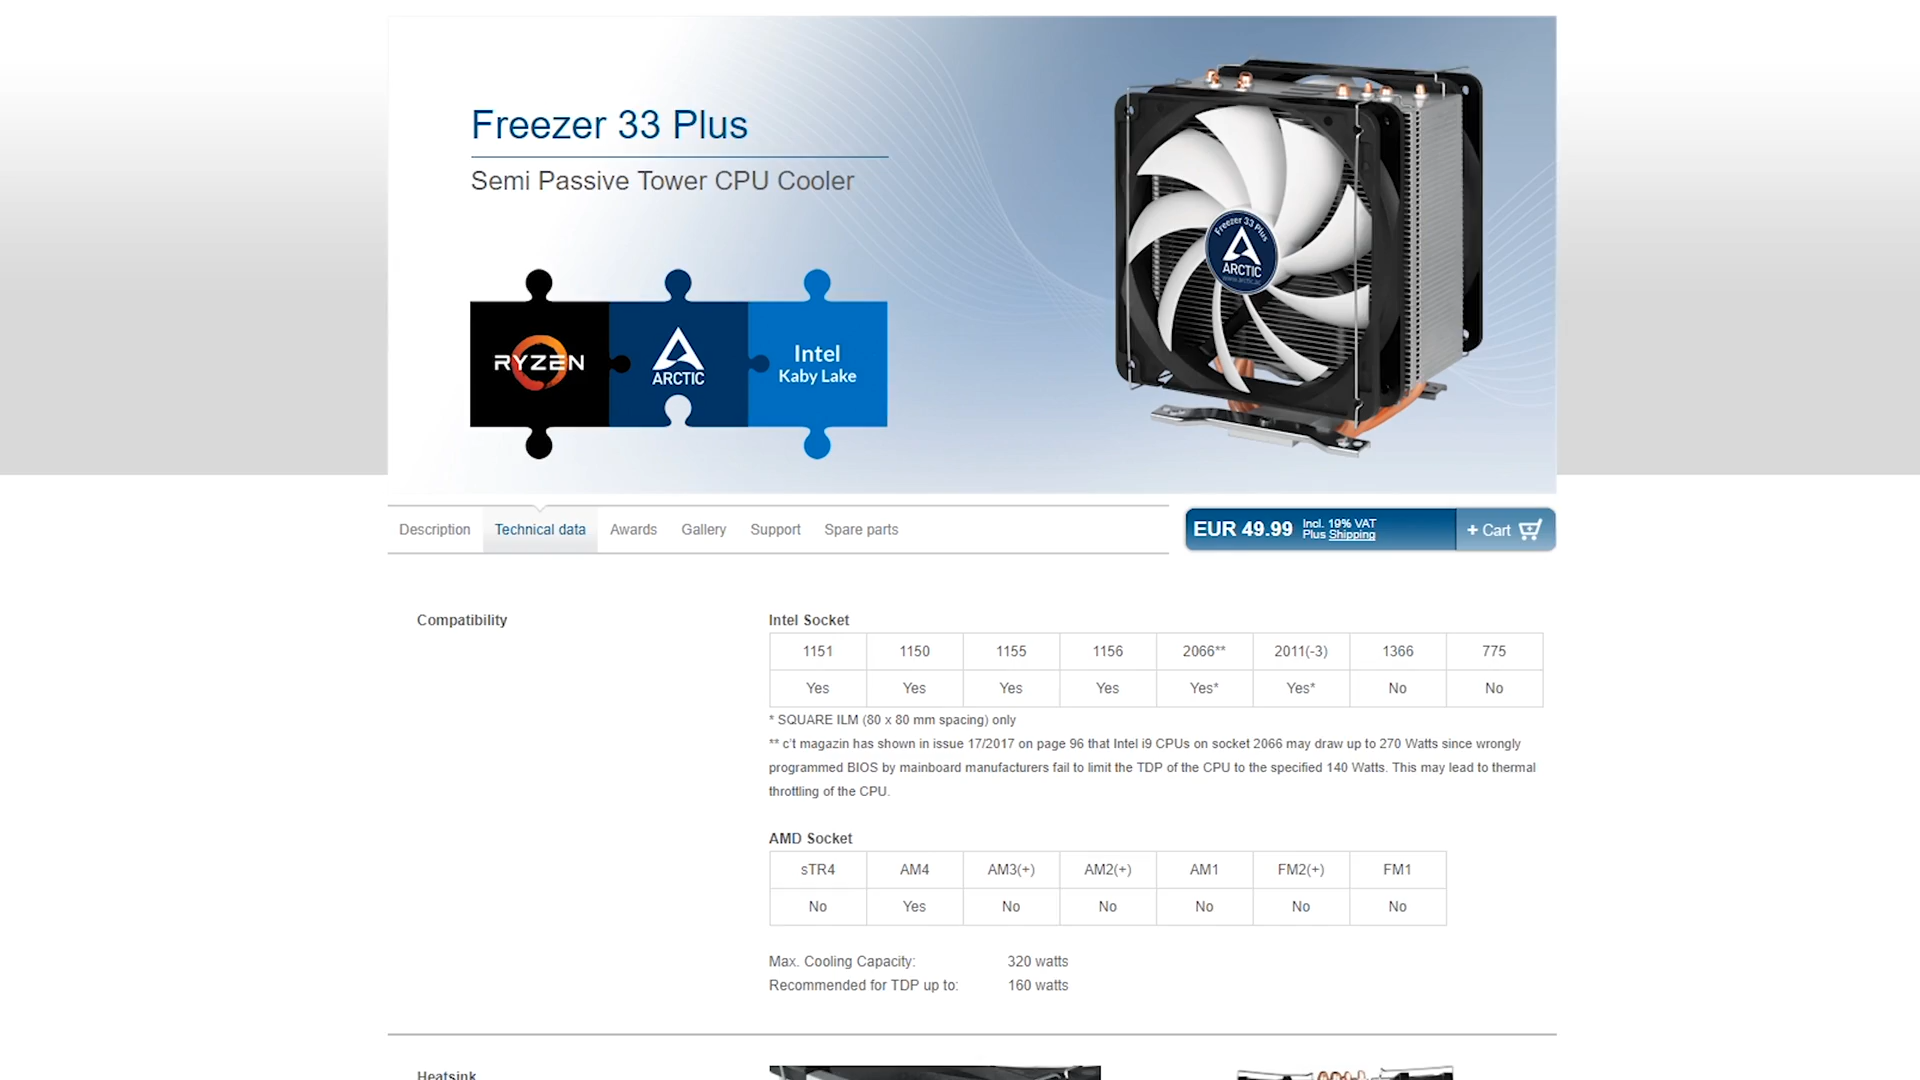 Freezer 33 Plus
Semi Passive Tower CPU Cooler
Freezer 33 Plus
ARCTIC
www.arctic.ac
RYZEN
ARCTIC
Intel
Kaby Lake
Description Technical data Awards Gallery Support Spare parts
EUR 49.99 Incl. 19% VAT
Plus Shipping
+ Cart
Compatibility
Intel Socket
1151 1150 1155 1156 2066** 2011(-3) 1366 775
Yes Yes Yes Yes Yes* Yes* No No
* SQUARE ILM (80 x 80 mm spacing) only
** c't magazin has shown in issue 17/2017 on page 96 that Intel i9 CPUs on socket 2066 may draw up to 270 Watts since wrongly
programmed BIOS by mainboard manufacturers fail to limit the TDP of the CPU to the specified 140 Watts. This may lead to thermal
throttling of the CPU.
AMD Socket
sTR4 AM4 AM3(+) AM2(+) AM1 FM2(+) FM1
No Yes No No No No No
Max. Cooling Capacity: 320 watts
Recommended for TDP up to: 160 watts
Heatsink